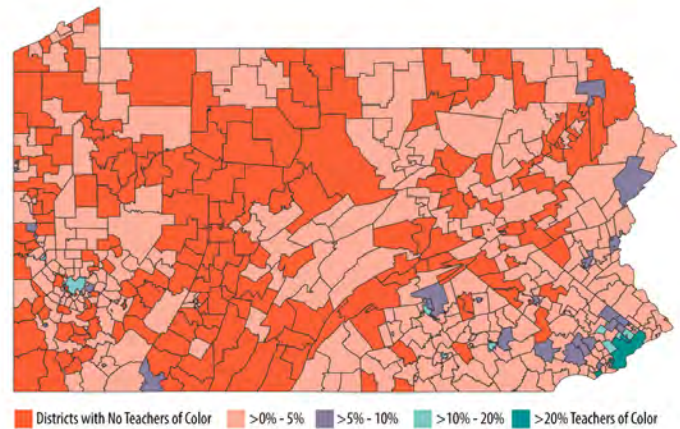 Districts with No Teachers of Color >0% - 5% >5% - 10% >10% - 20% >20% Teachers of Color